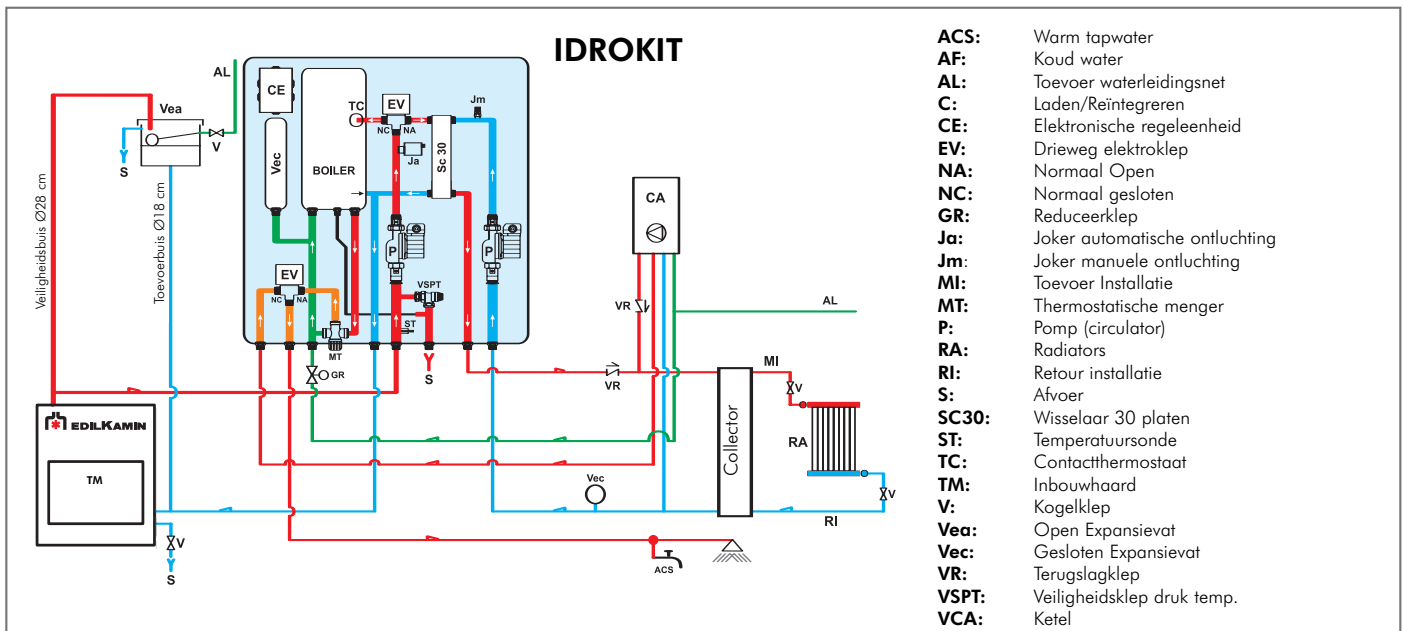 IDROKIT
AL
Vea
V
S
Veiligheidsbuis Ø28 cm
Toevoerbuis Ø18 cm
CE
Vec
BOILER
TC
EV
NC
NA
Ja
Sc 30
Jm
P
P
EV
NC
NA
MT
VSPT
ST
S
GR
CA
VR
VR
AL
MI
V
RA
V
RI
Collector
Vec
ACS
EDILKAMIN
TM
V
S
ACS: Warm tapwater
AF: Koud water
AL: Toevoer waterleidingsnet
C: Laden/Reïntegreren
CE: Elektronische regeleenheid
EV: Drieweg elektroklep
NA: Normaal Open
NC: Normaal gesloten
GR: Reduceerklep
Ja: Joker automatische ontluchting
Jm: Joker manuele ontluchting
MI: Toevoer Installatie
MT: Thermostatische menger
P: Pomp (circulator)
RA: Radiators
RI: Retour installatie
S: Afvoer
SC30: Wisselaar 30 platen
ST: Temperatuursonde
TC: Contactthermostaat
TM: Inbouwhaard
V: Kogelklep
Vea: Open Expansievat
Vec: Gesloten Expansievat
VR: Terugslagklep
VSPT: Veiligheidsklep druk temp.
VCA: Ketel